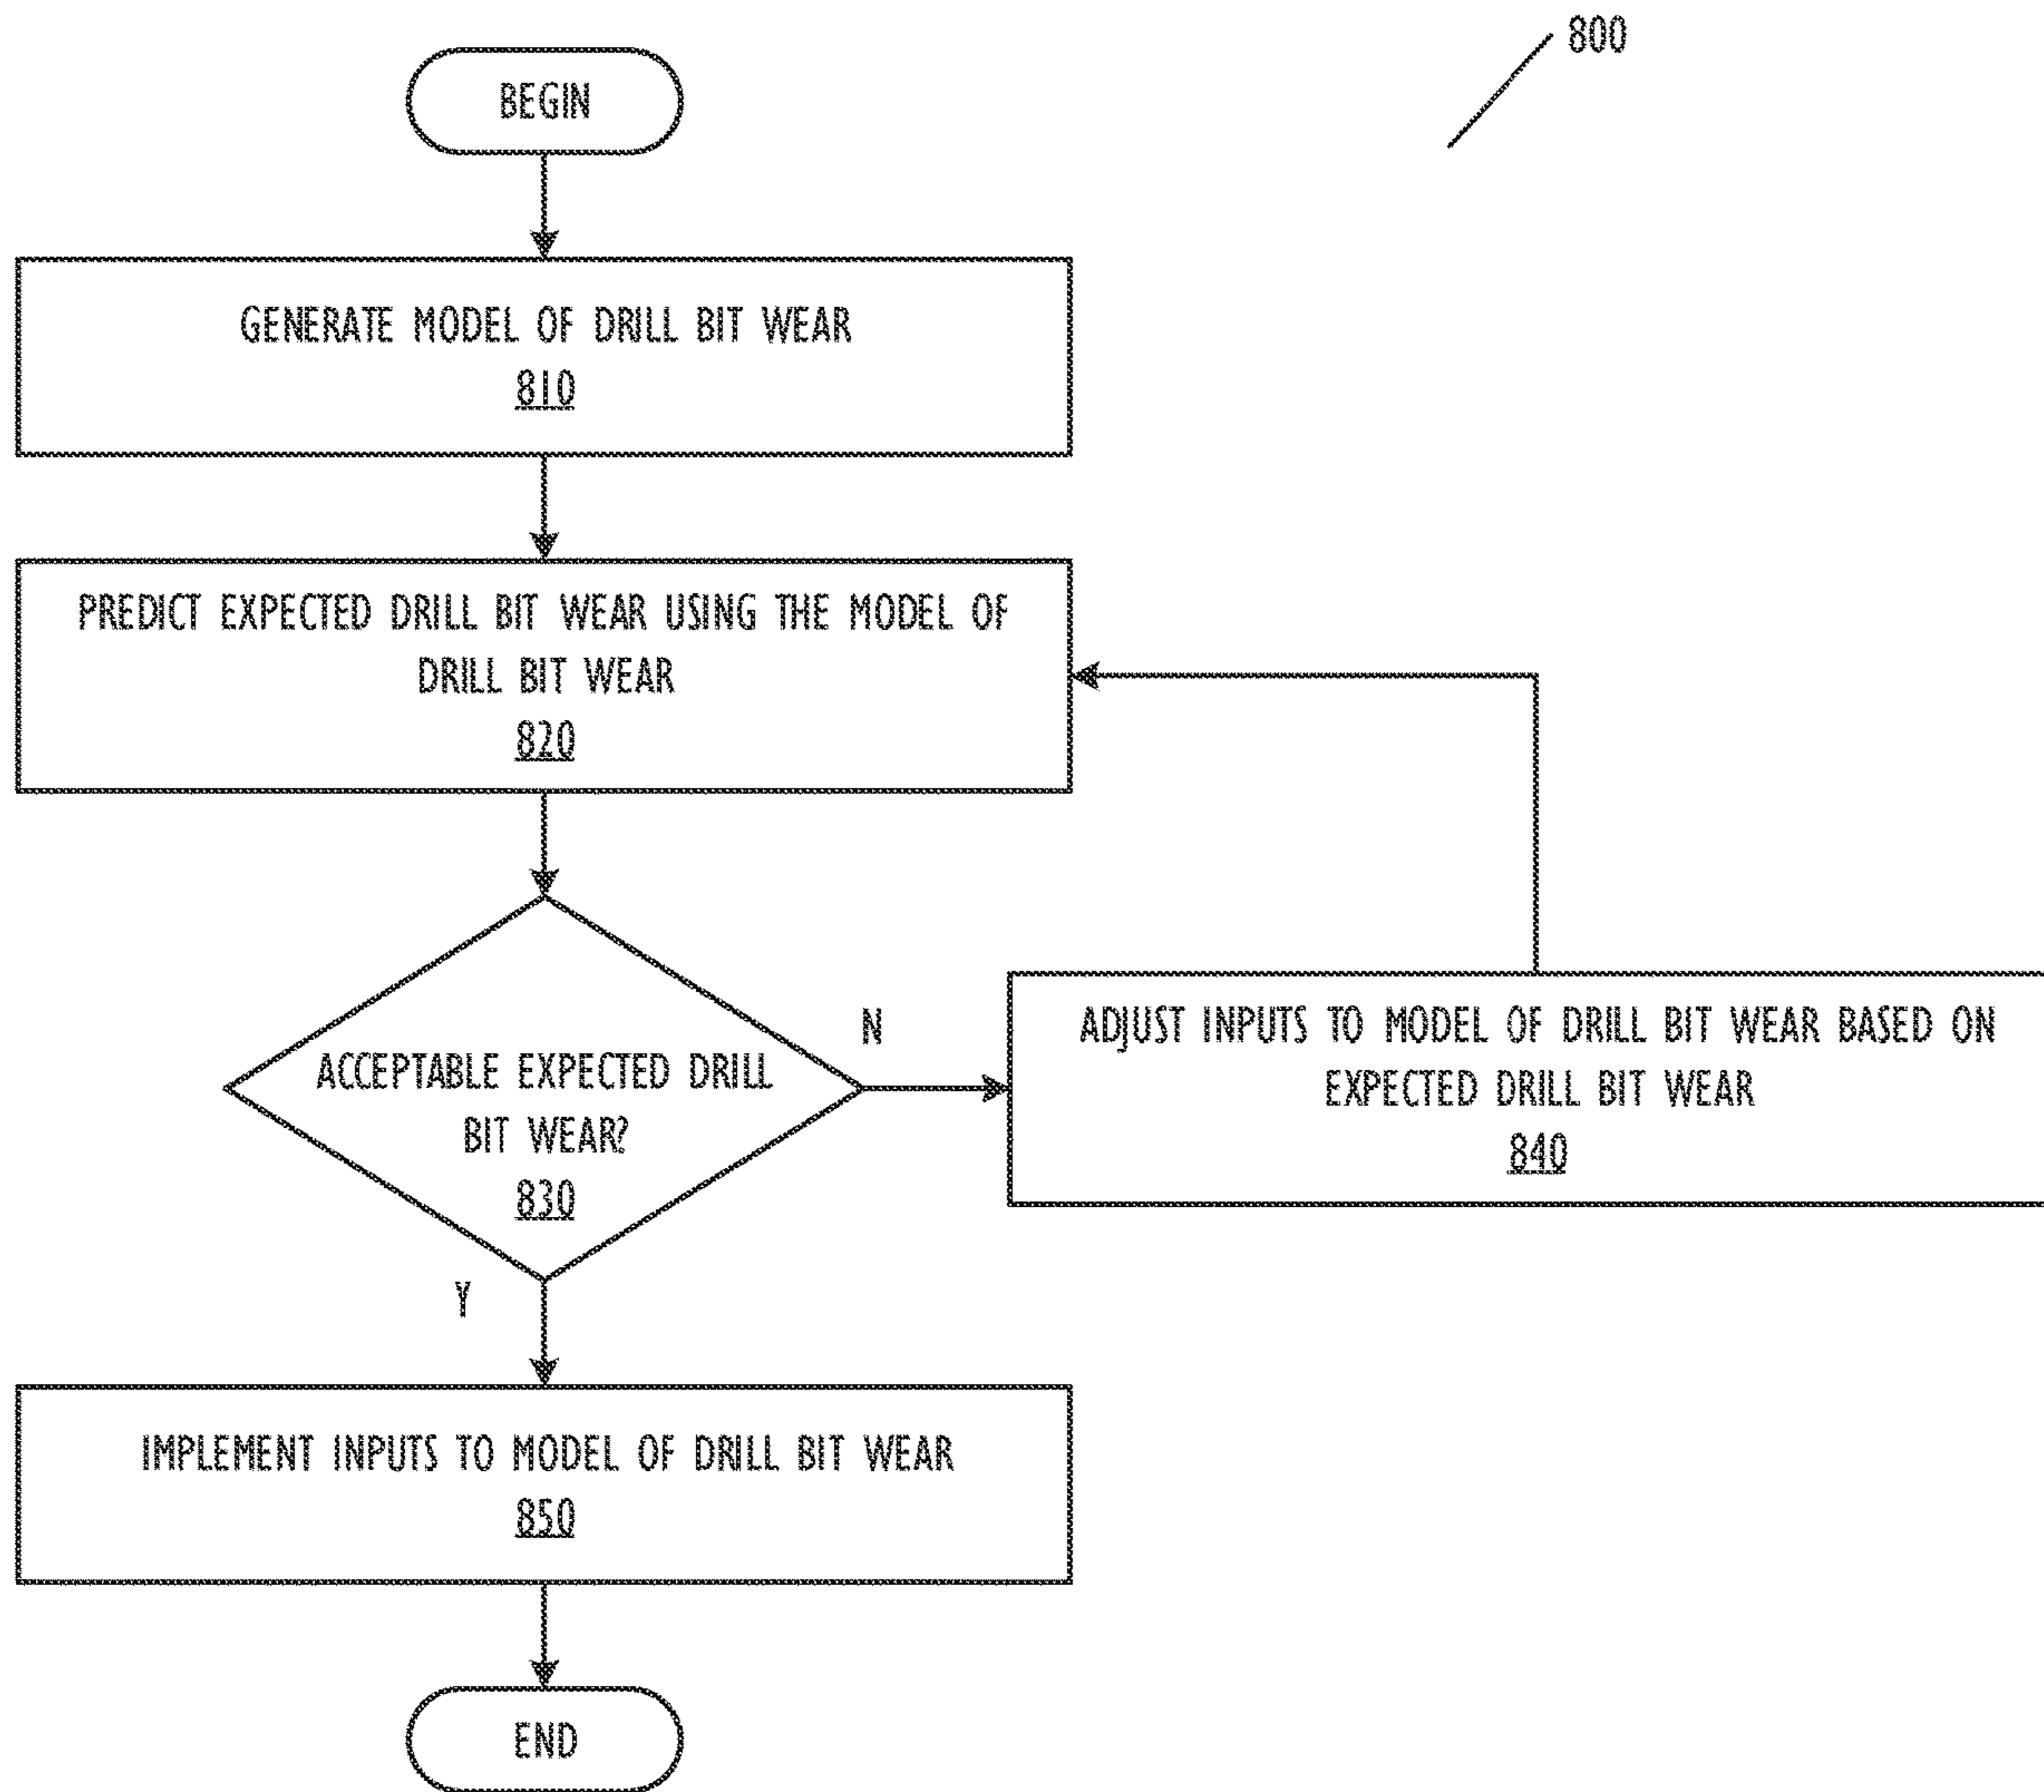 800
BEGIN
GENERATE MODEL OF DRILL BIT WEAR
810
PREDICT EXPECTED DRILL BIT WEAR USING THE MODEL OF
DRILL BIT WEAR
820
ACCEPTABLE EXPECTED DRILL
BIT WEAR?
830
N
ADJUST INPUTS TO MODEL OF DRILL BIT WEAR BASED ON
EXPECTED DRILL BIT WEAR
840
Y
IMPLEMENT INPUTS TO MODEL OF DRILL BIT WEAR
850
END